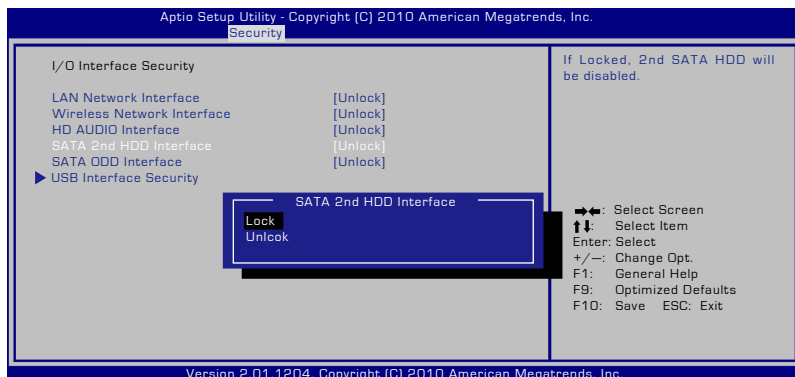 Aptio Setup Utility - Copyright (C) 2010 American Megatrends, Inc.
Security
I/O Interface Security
LAN Network Interface [Unlock]
Wireless Network Interface [Unlock]
HD AUDIO Interface [Unlock]
SATA 2nd HDD Interface [Unlock]
SATA ODD Interface [Unlock]
USB Interface Security
SATA 2nd HDD Interface
Lock
Unlcok
If Locked, 2nd SATA HDD will
be disabled.
→←: Select Screen
↑↓: Select Item
Enter: Select
+/—: Change Opt.
F1: General Help
F9: Optimized Defaults
F10: Save ESC: Exit
Version 2.01.1204. Copyright (C) 2010 American Megatrends, Inc.